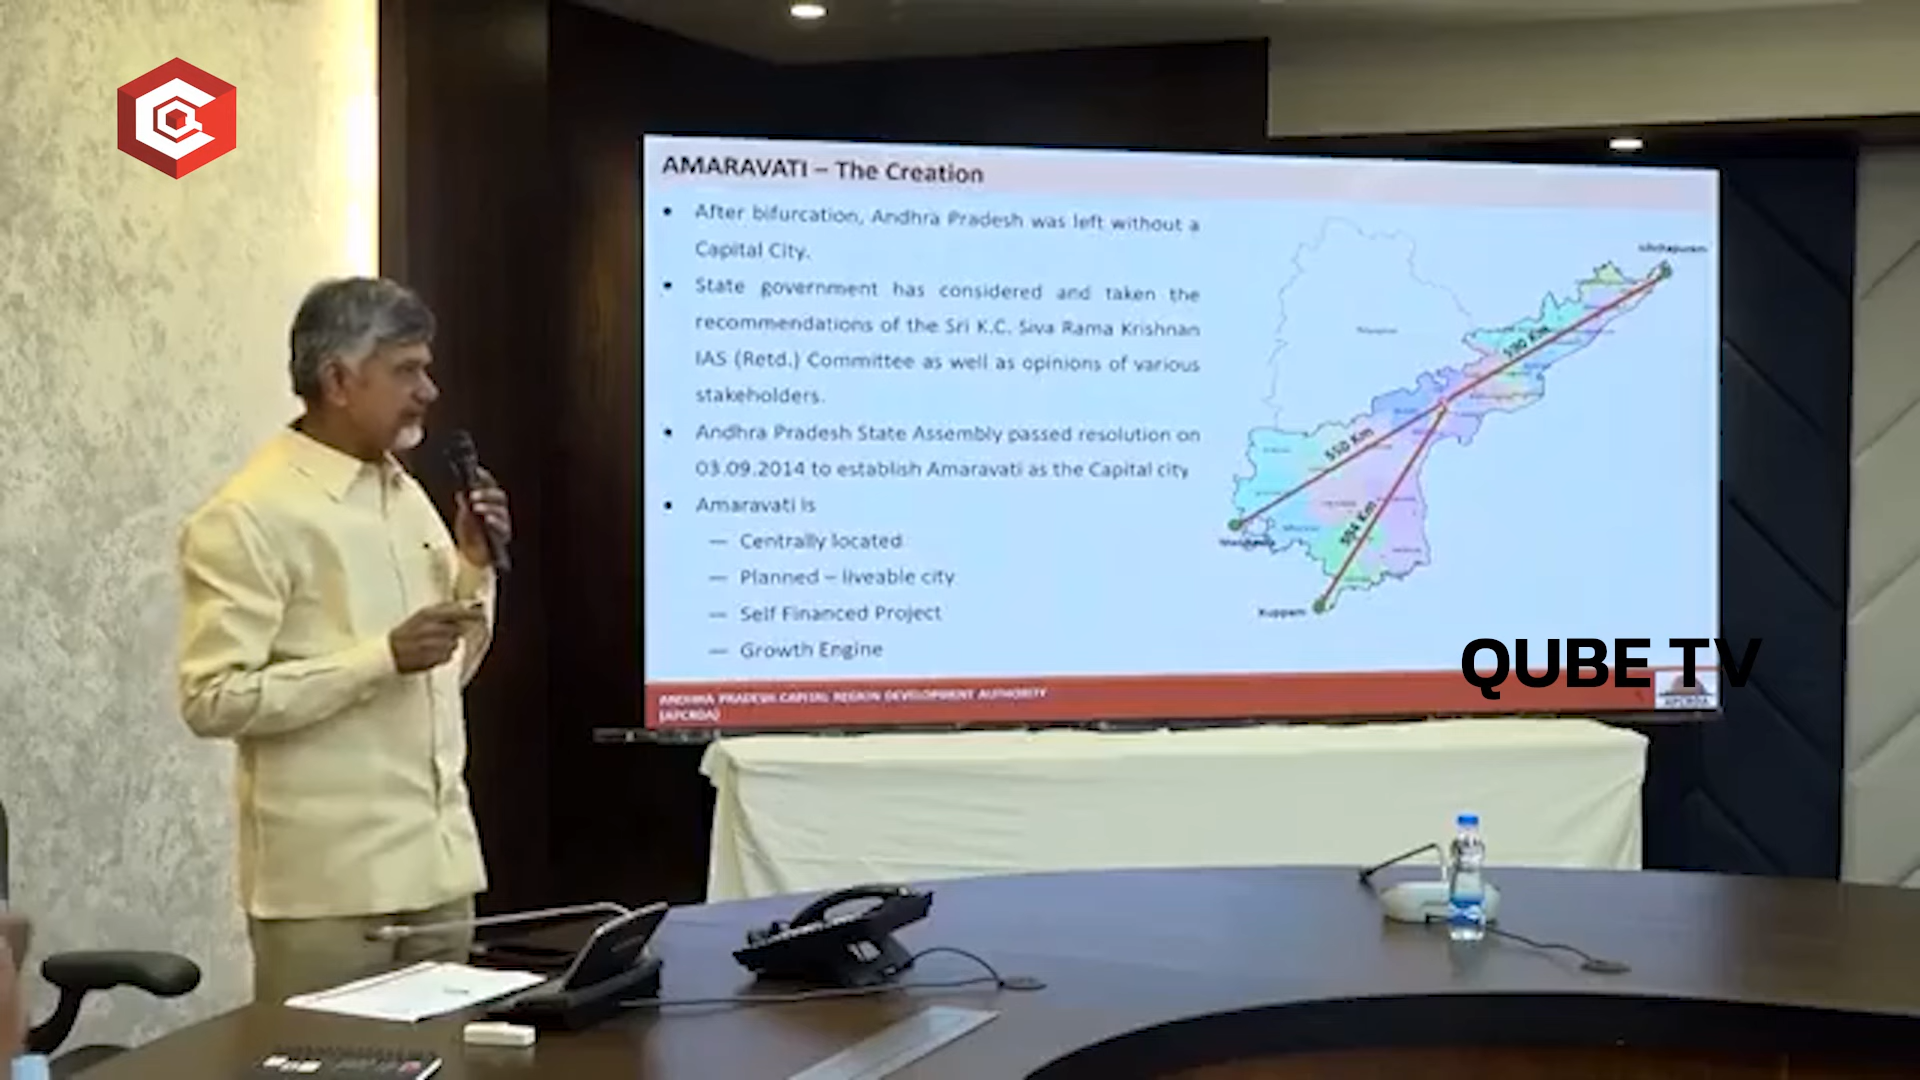 AMARAVATI – The Creation
• After bifurcation, Andhra Pradesh was left without a
Capital City.
• State government has considered and taken the
recommendations of the Sri K.C. Siva Rama Krishnan
IAS (Retd.) Committee as well as opinions of various
stakeholders.
• Andhra Pradesh State Assembly passed resolution on
03.09.2014 to establish Amaravati as the Capital city
• Amaravati is
— Centrally located
— Planned – liveable city
— Self Financed Project
— Growth Engine
590 Km
550 Km
594 Km
Kuppam
ANDHRA PRADESH CAPITAL REGION DEVELOPMENT AUTHORITY
(APCRDA)
APCRDA
QUBE TV